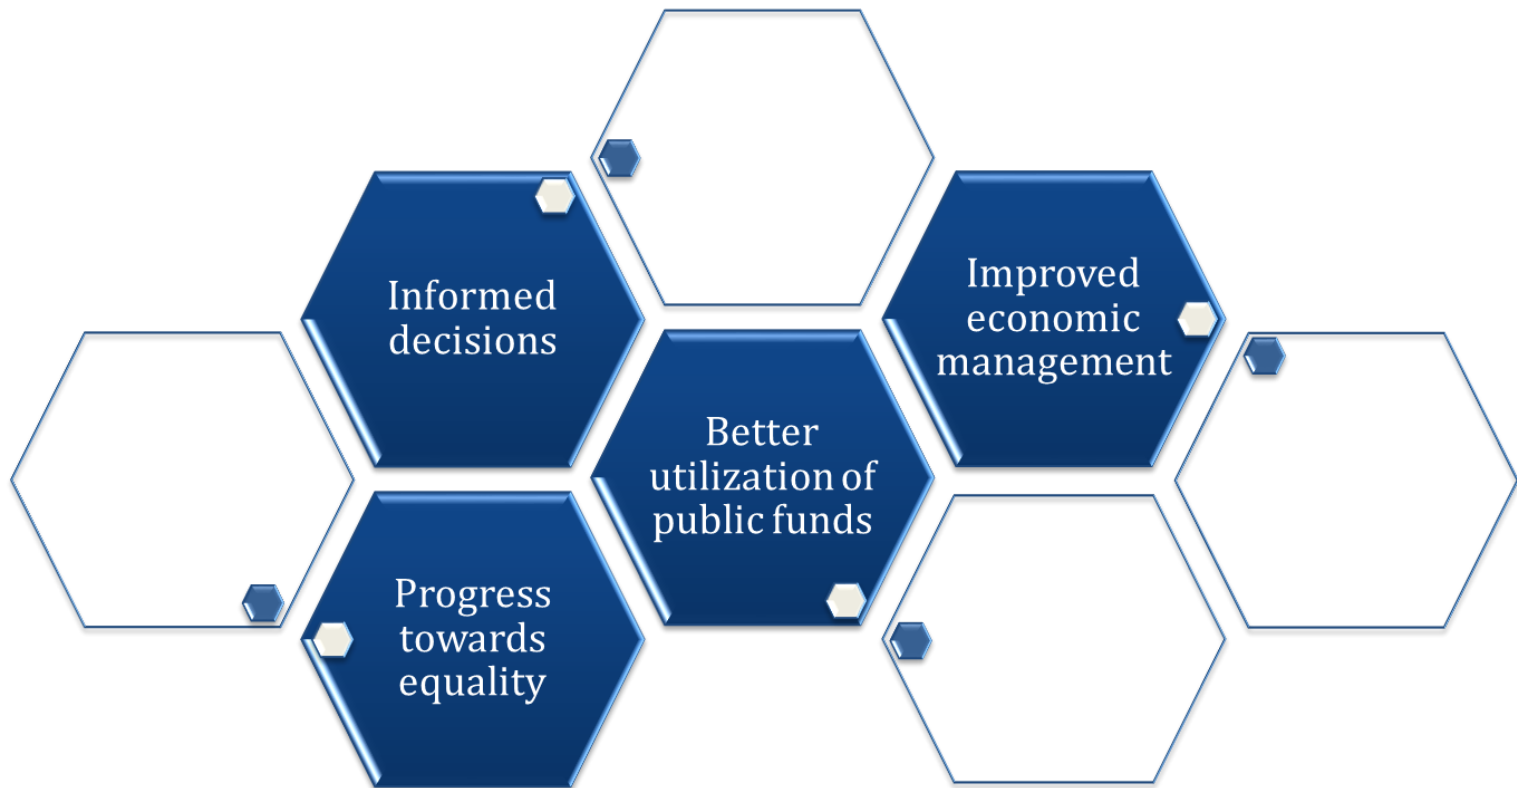 Informed
decisions
Improved
economic
management
Better
utilization of
public funds
Progress
towards
equality